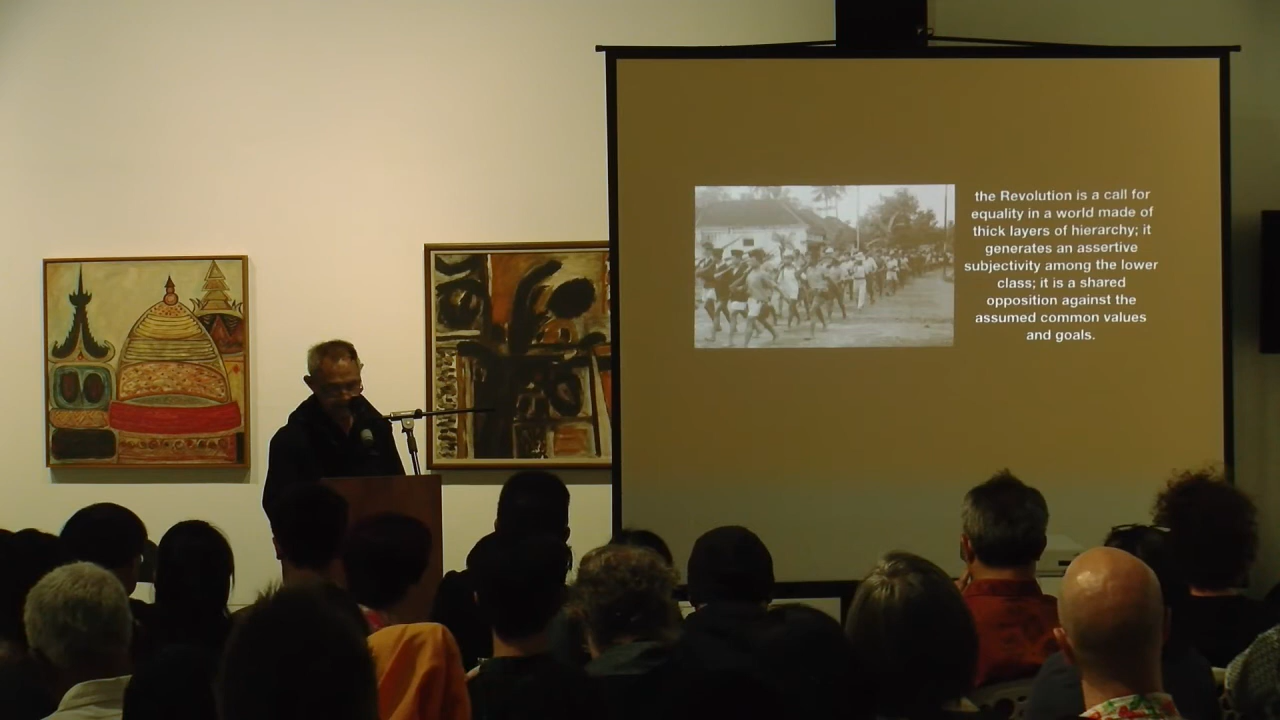 the Revolution is a call for
equality in a world made of
thick layers of hierarchy; it
generates an assertive
subjectivity among the lower
class; it is a shared
opposition against the
assumed common values
and goals.